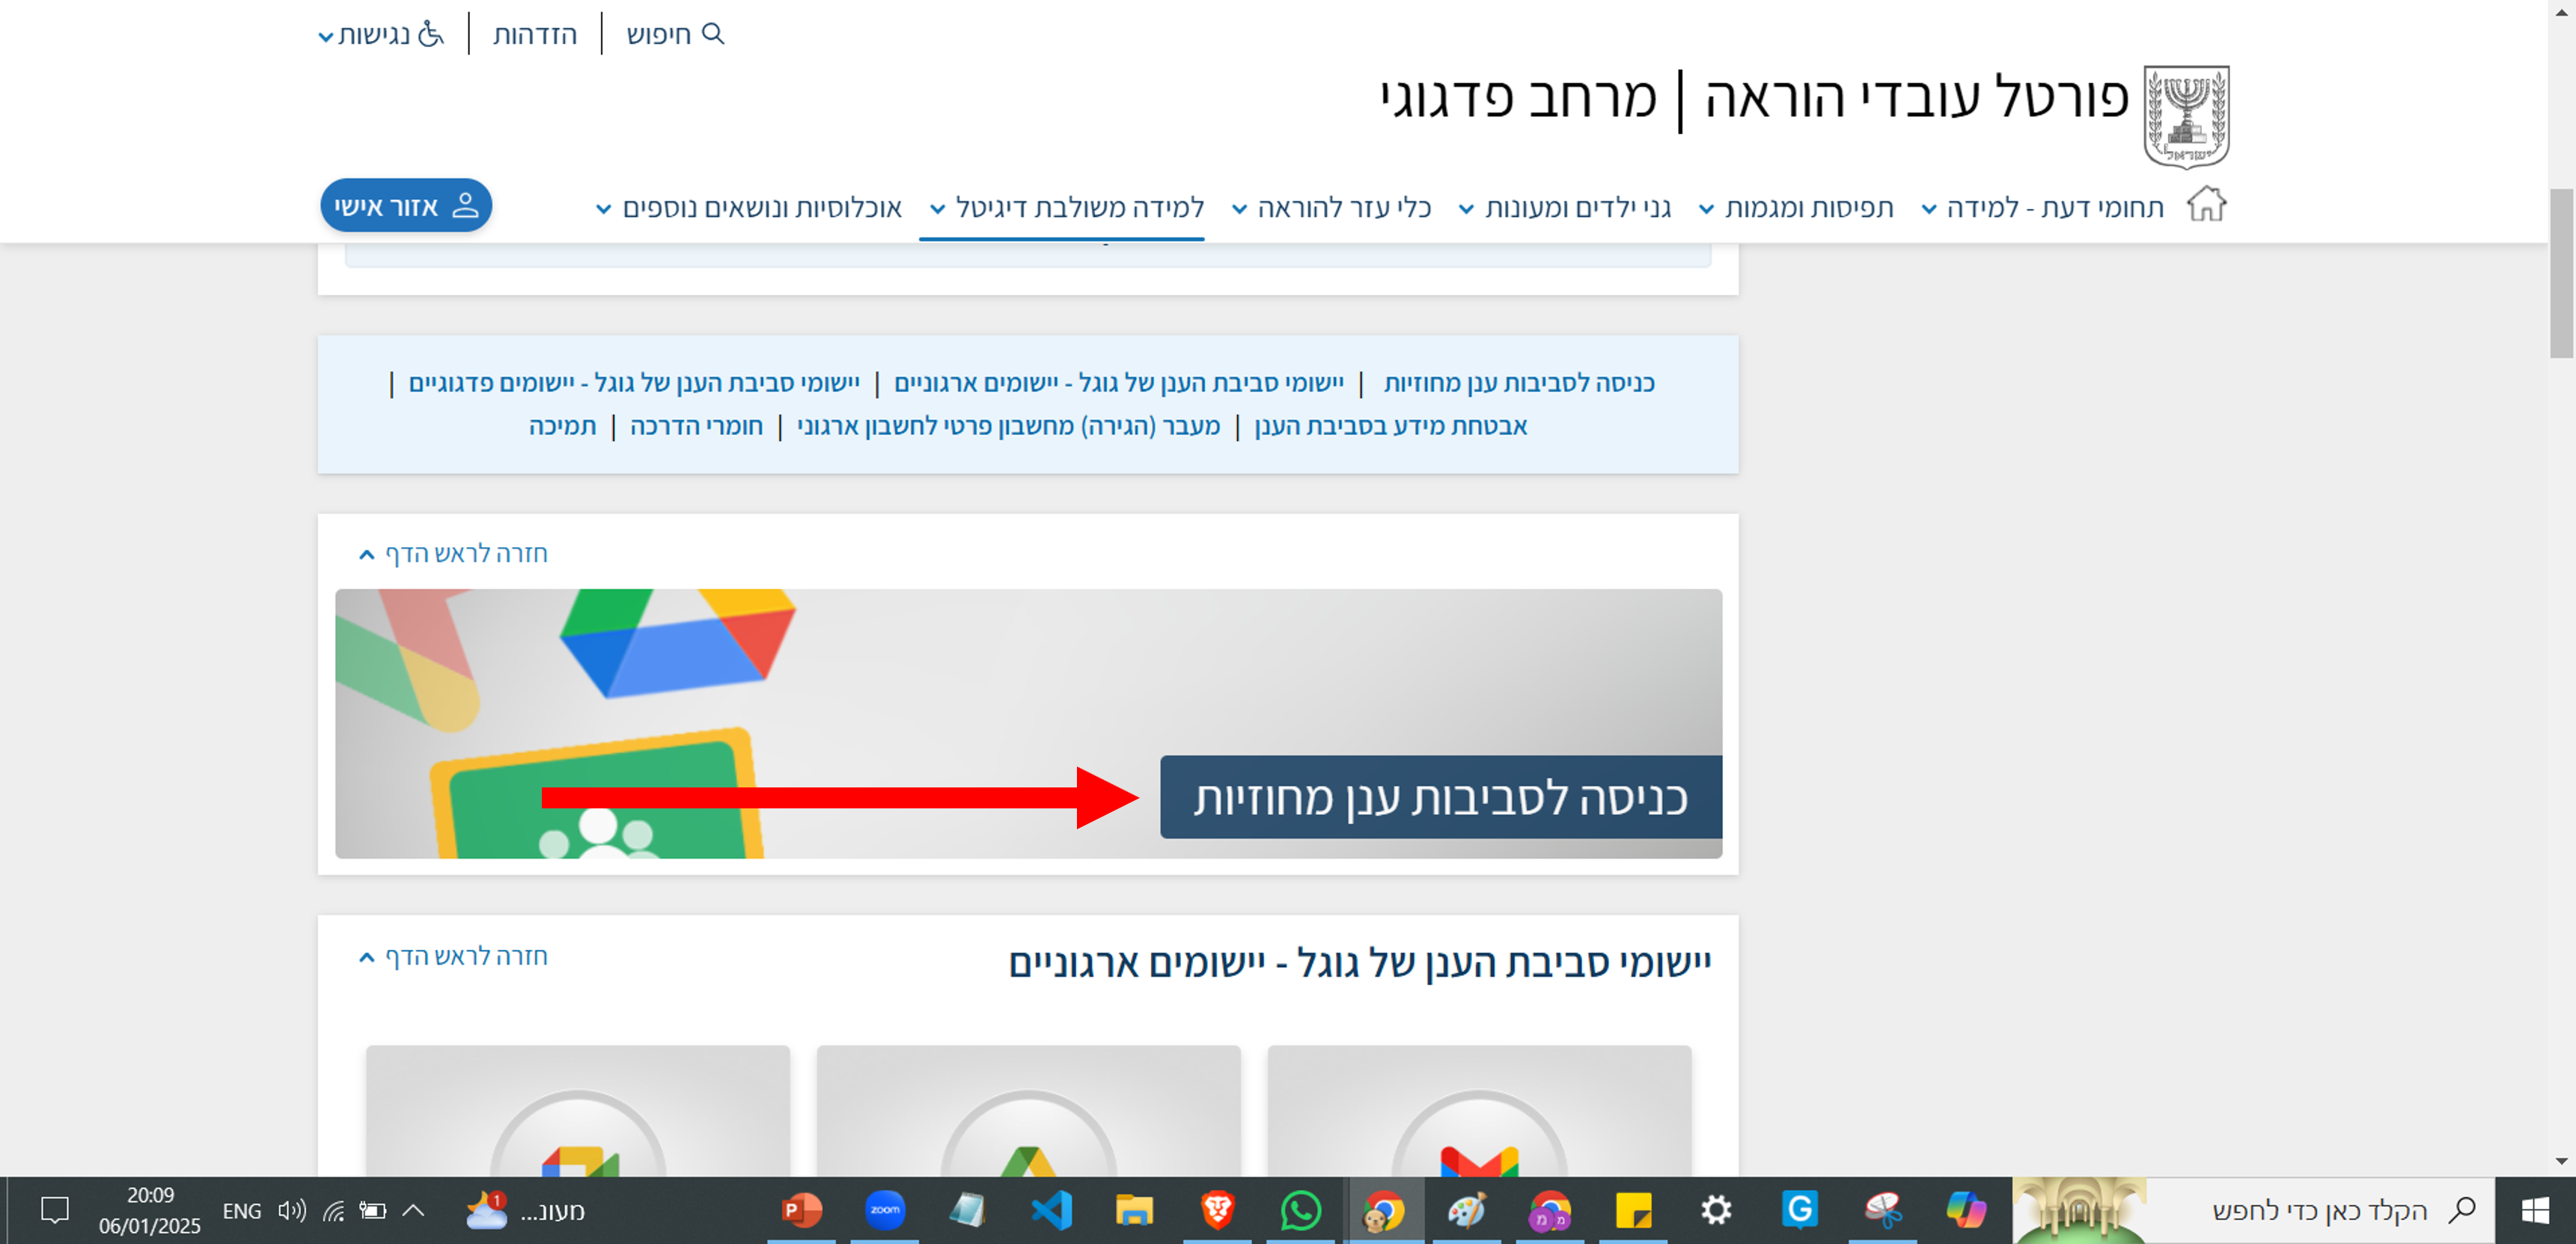 חיפוש | הזדהות | נגישות
פורטל עובדי הוראה | מרחב פדגוגי
ישראל
תחומי דעת - למידה תפיסות ומגמות גני ילדים ומעונות כלי עזר להוראה למידה משולבת דיגיטל אוכלוסיות ונושאים נוספים אזור אישי
כניסה לסביבות ענן מחוזיות | יישומי סביבת הענן של גוגל - יישומים ארגוניים | יישומי סביבת הענן של גוגל - יישומים פדגוגיים |
אבטחת מידע בסביבת הענן | מעבר (הגירה) מחשבון פרטי לחשבון ארגוני | חומרי הדרכה | תמיכה
חזרה לראש הדף
כניסה לסביבות ענן מחוזיות
יישומי סביבת הענן של גוגל - יישומים ארגוניים
חזרה לראש הדף
הקלד כאן כדי לחפש
G
מ
מ
zoom
P
מעונ...
1
ENG
20:09
06/01/2025